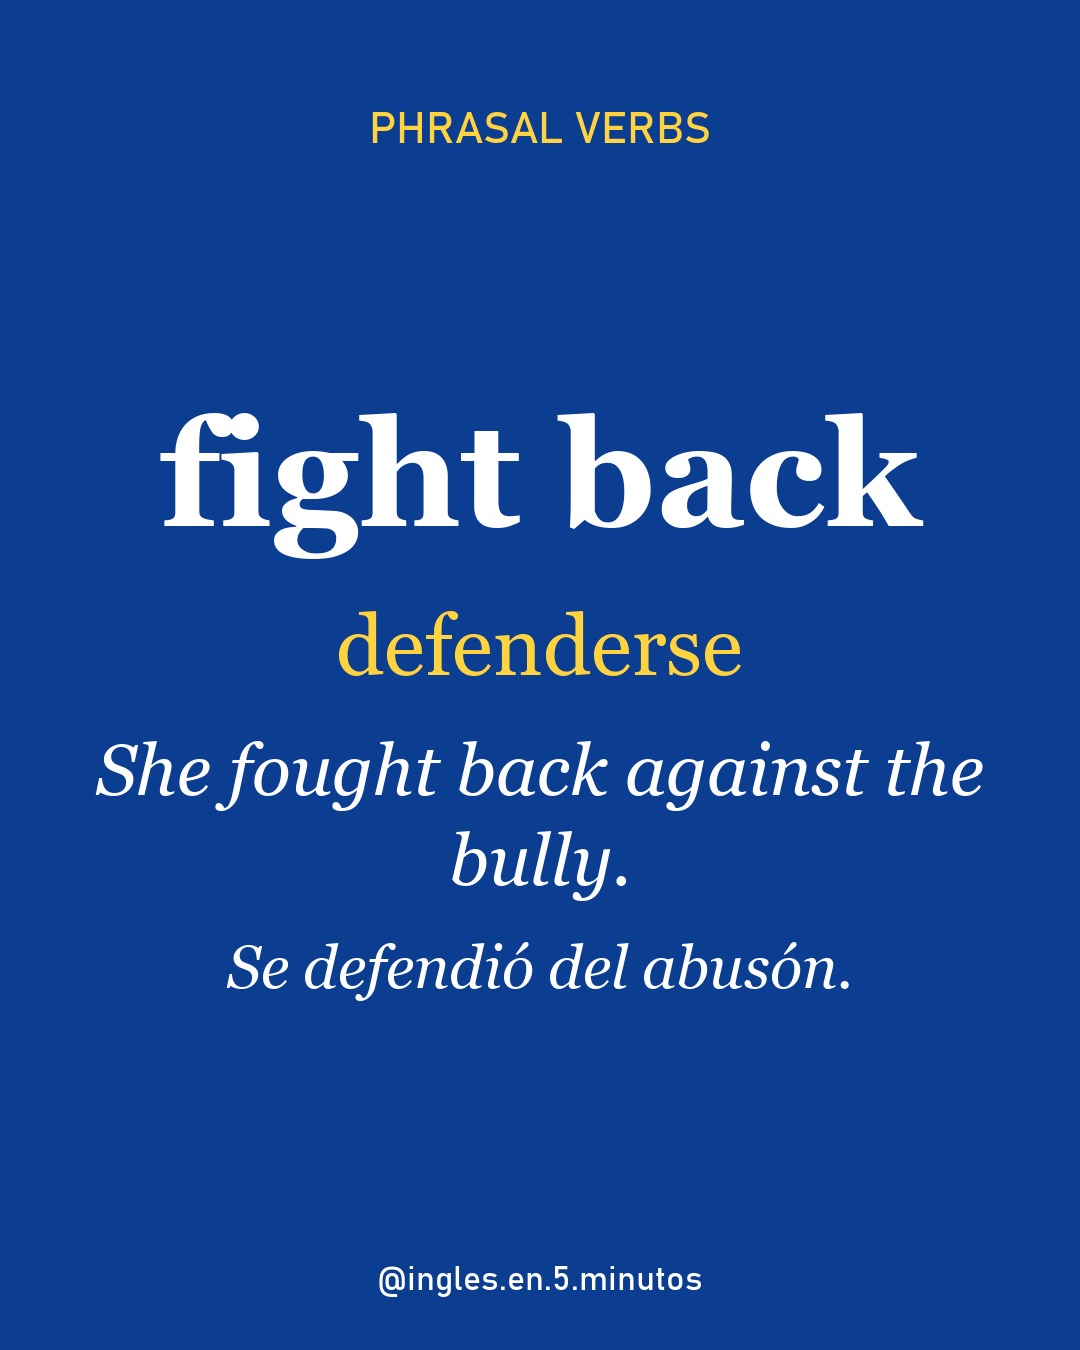 PHRASAL VERBS
fight back
defenderse
She fought back against the
bully.
Se defendió del abusón.
@ingles.en.5.minutos